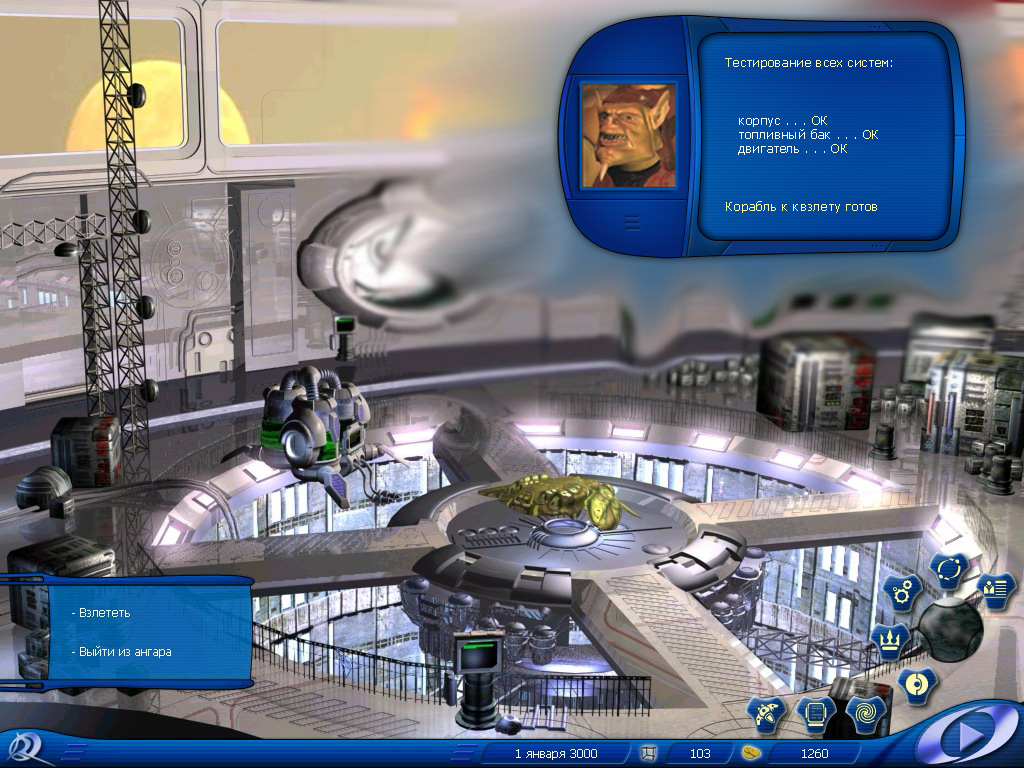 Тестирование всех систем:
корпус . . . ОК
топливный бак . . . ОК
двигатель . . . ОК
Корабль к квзлету готов
- Взлететь
- Выйти из ангара
1 января 3000
103
1260